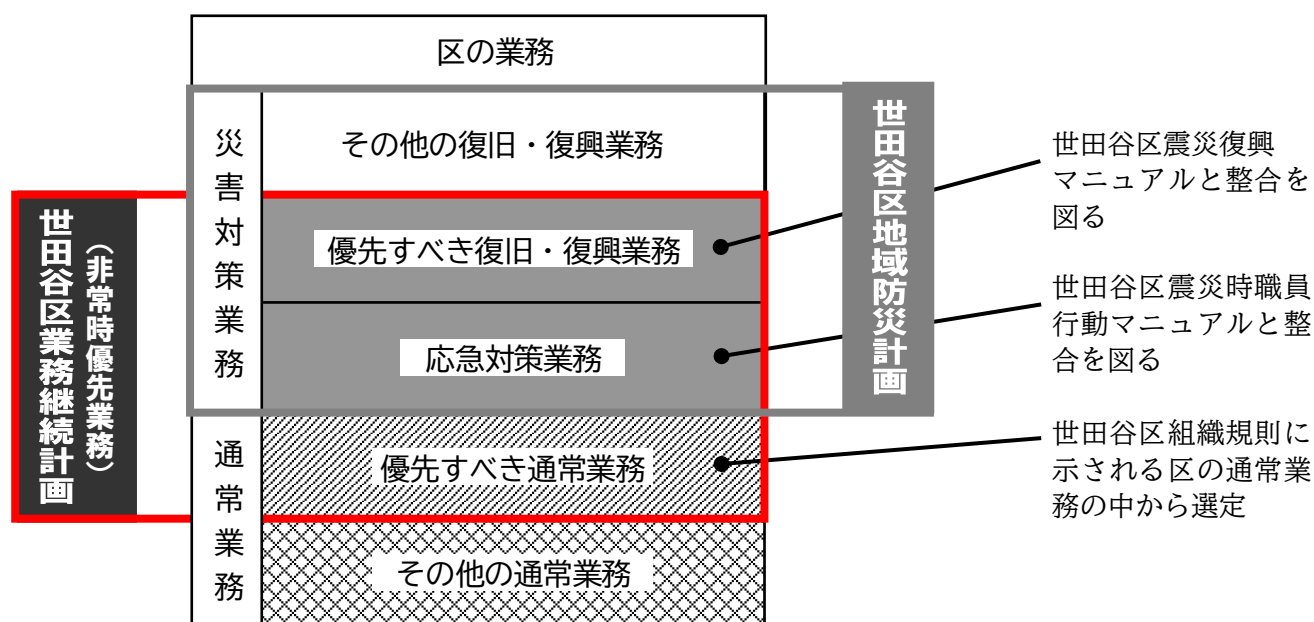 区の業務
災害対策業務
その他の復旧・復興業務
優先すべき復旧・復興業務
応急対策業務
通常業務
優先すべき通常業務
その他の通常業務
世田谷区業務継続計画
（非常時優先業務）
世田谷区地域防災計画
世田谷区震災復興
マニュアルと整合を
図る
世田谷区震災時職員
行動マニュアルと整
合を図る
世田谷区組織規則に
示される区の通常業
務の中から選定